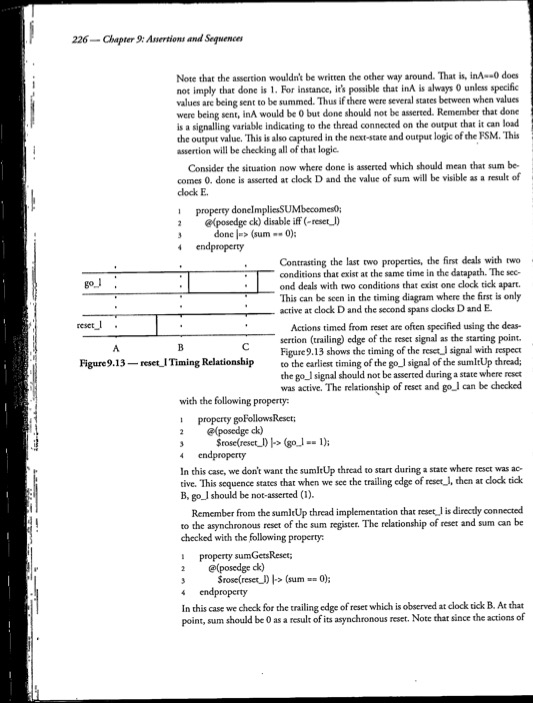 226 — Chapter 9: Assertions and Sequences
Note that the assertion wouldn't be written the other way around. That is, inA==0 does
not imply that done is 1. For instance, it's possible that inA is always 0 unless specific
values are being sent to be summed. Thus if there were several states between when values
were being sent, inA would be 0 but done should not be asserted. Remember that done
is a signalling variable indicating to the thread connected on the output that it can load
the output value. This is also captured in the next-state and output logic of the FSM. This
assertion will be checking all of that logic.
Consider the situation now where done is asserted which should mean that sum be-
comes 0. done is asserted at clock D and the value of sum will be visible as a result of
clock E.
1 property doneImpliesSUMbecomes0;
2 @(posedge ck) disable iff (~reset_l)
3 done |=> (sum == 0);
4 endproperty
Contrasting the last two properties, the first deals with two
conditions that exist at the same time in the datapath. The sec-
ond deals with two conditions that exist one clock tick apart.
This can be seen in the timing diagram where the first is only
active at clock D and the second spans clocks D and E.
go_l
reset_l
A B C
Figure 9.13 — reset_l Timing Relationship
Actions timed from reset are often specified using the deas-
sertion (trailing) edge of the reset signal as the starting point.
Figure 9.13 shows the timing of the reset_l signal with respect
to the earliest timing of the go_l signal of the sumItUp thread;
the go_l signal should not be asserted during a state where reset
was active. The relationship of reset and go_l can be checked
with the following property:
1 property goFollowsReset;
2 @(posedge ck)
3 $rose(reset_l) |-> (go_l == 1);
4 endproperty
In this case, we don't want the sumItUp thread to start during a state where reset was ac-
tive. This sequence states that when we see the trailing edge of reset_l, then at clock tick
B, go_l should be not-asserted (1).
Remember from the sumItUp thread implementation that reset_l is directly connected
to the asynchronous reset of the sum register. The relationship of reset and sum can be
checked with the following property:
1 property sumGetsReset;
2 @(posedge ck)
3 $rose(reset_l) |-> (sum == 0);
4 endproperty
In this case we check for the trailing edge of reset which is observed at clock tick B. At that
point, sum should be 0 as a result of its asynchronous reset. Note that since the actions of